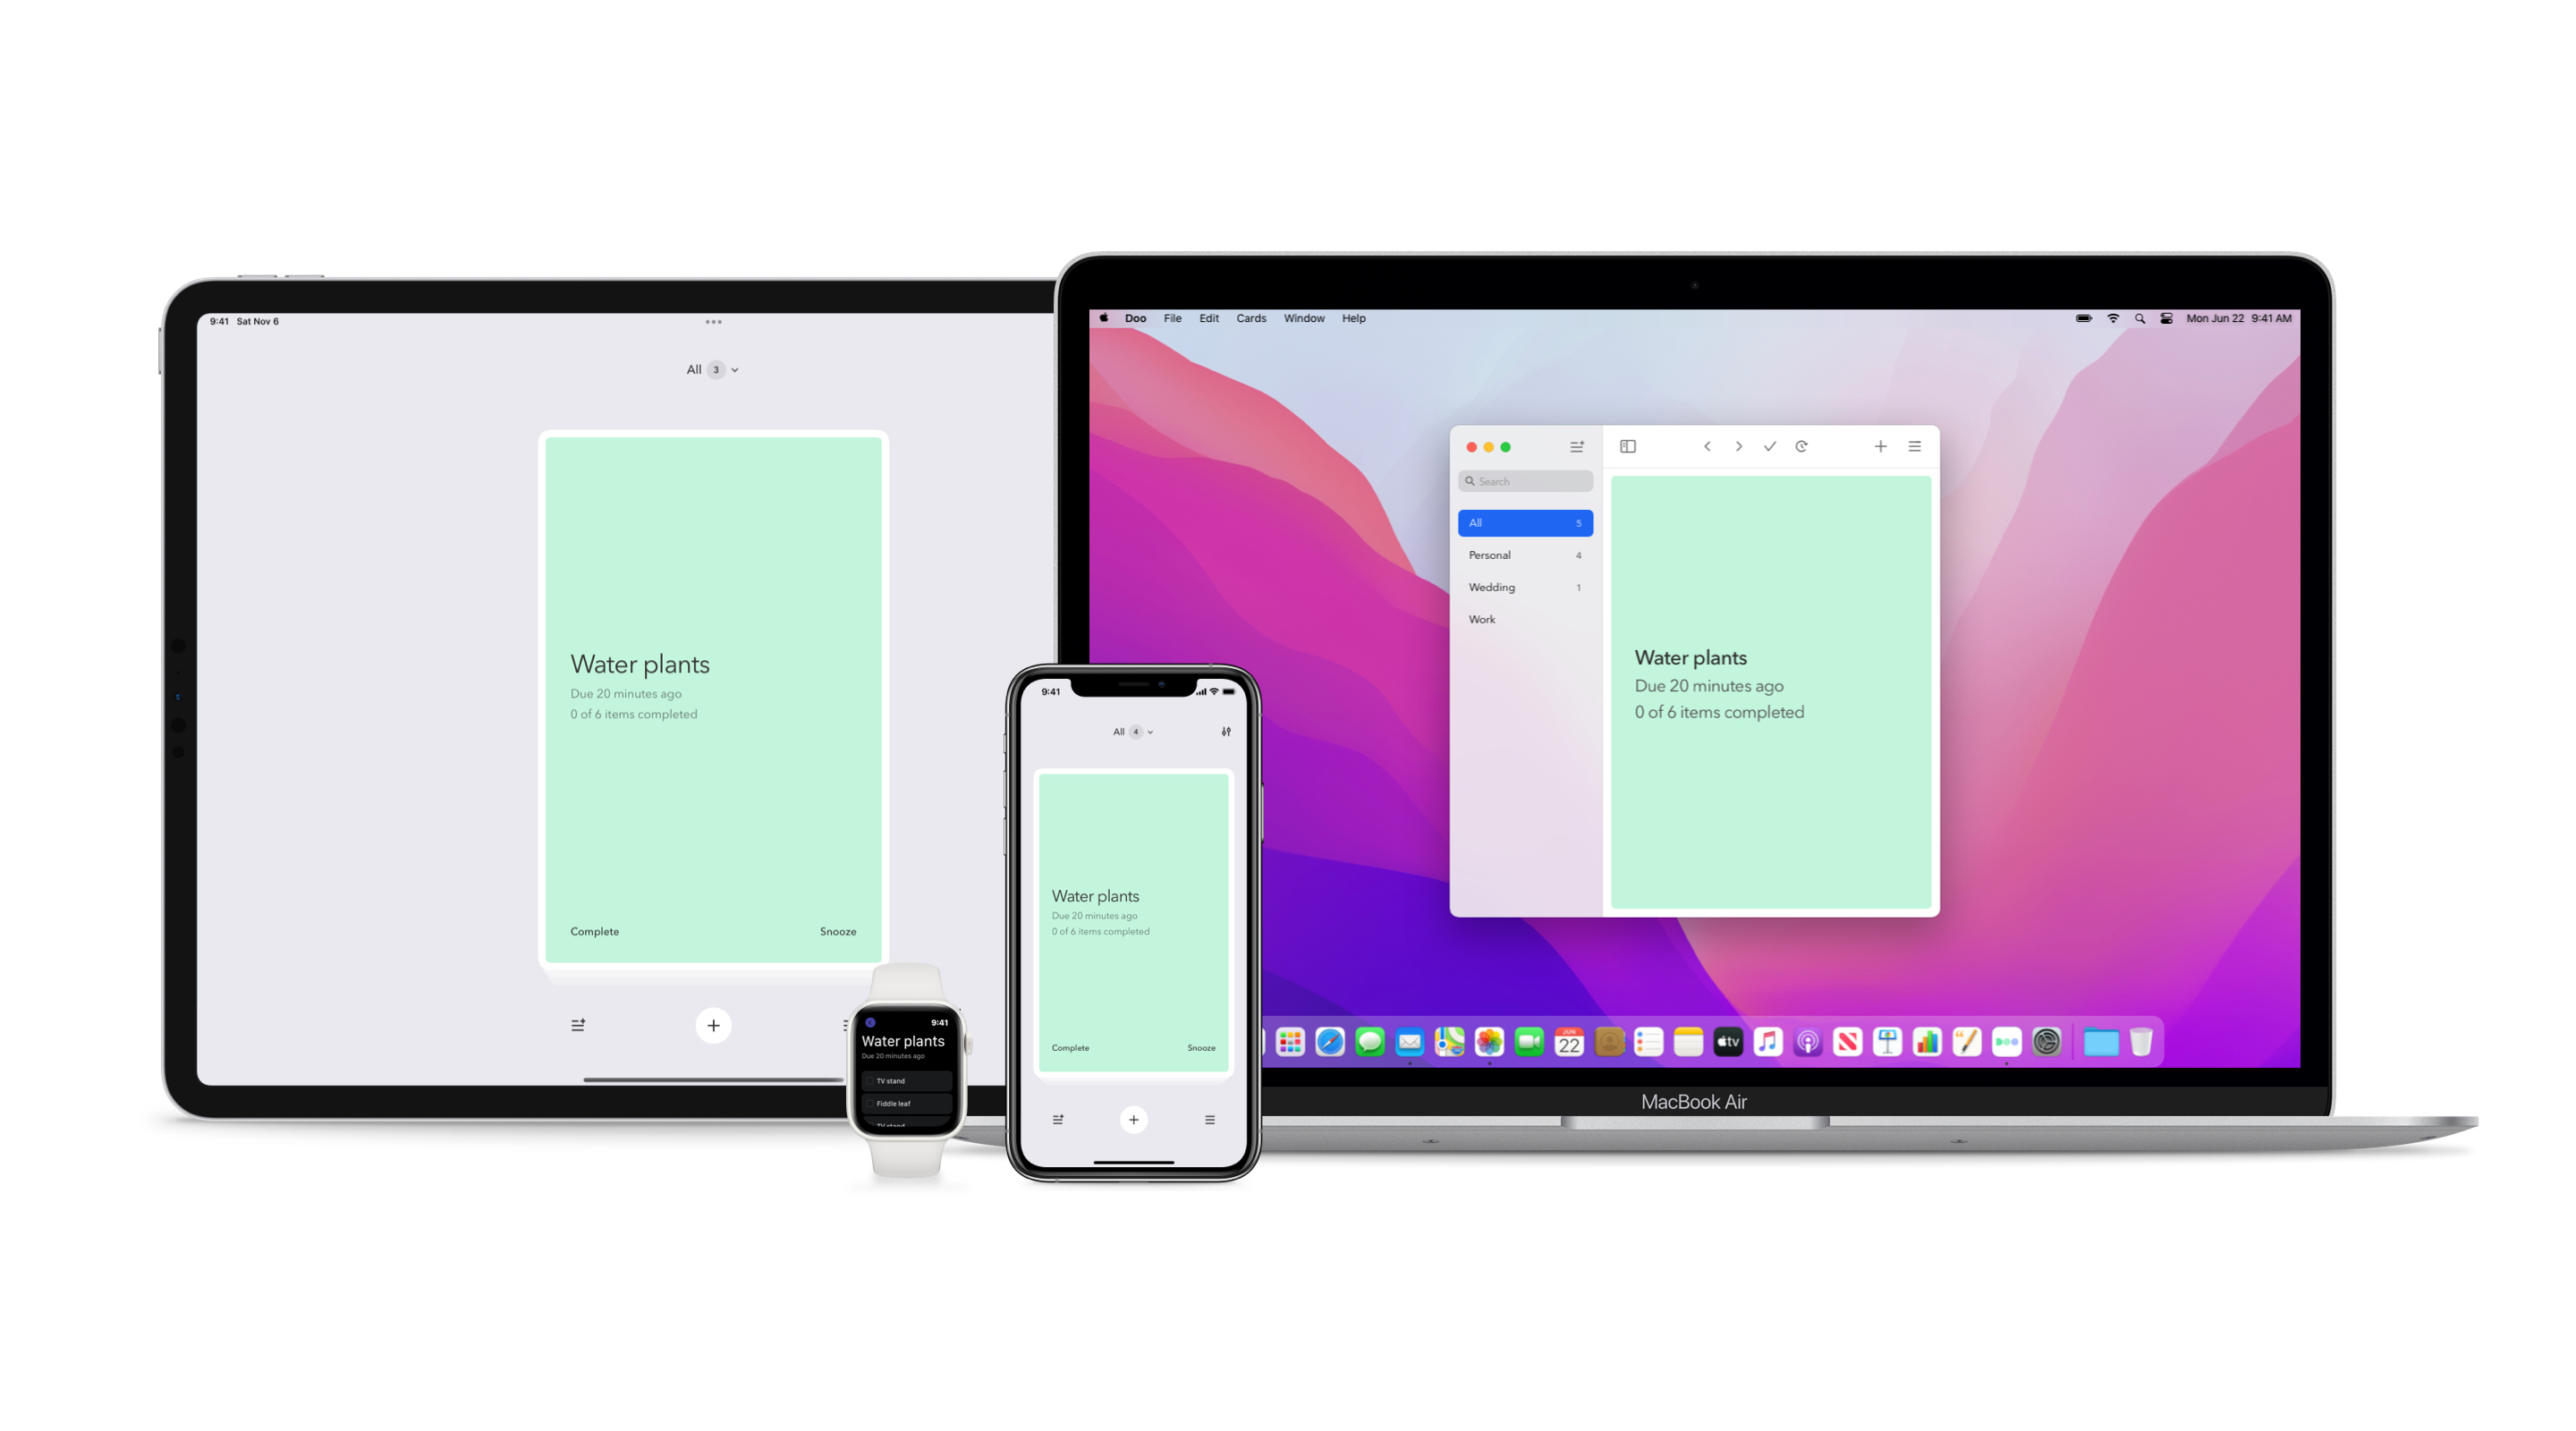 9:41 Sat Nov 6
All 3
Water plants
Due 20 minutes ago
0 of 6 items completed
Complete Snooze
9:41
Water plants
Due 20 minutes ago
TV stand
Fiddle leaf
TV stand
9:41
All 4
Water plants
Due 20 minutes ago
0 of 6 items completed
Complete Snooze
Doo File Edit Cards Window Help Mon Jun 22 9:41 AM
Search
All 5
Personal 4
Wedding 1
Work
Water plants
Due 20 minutes ago
0 of 6 items completed
JUN
22
tv
MacBook Air